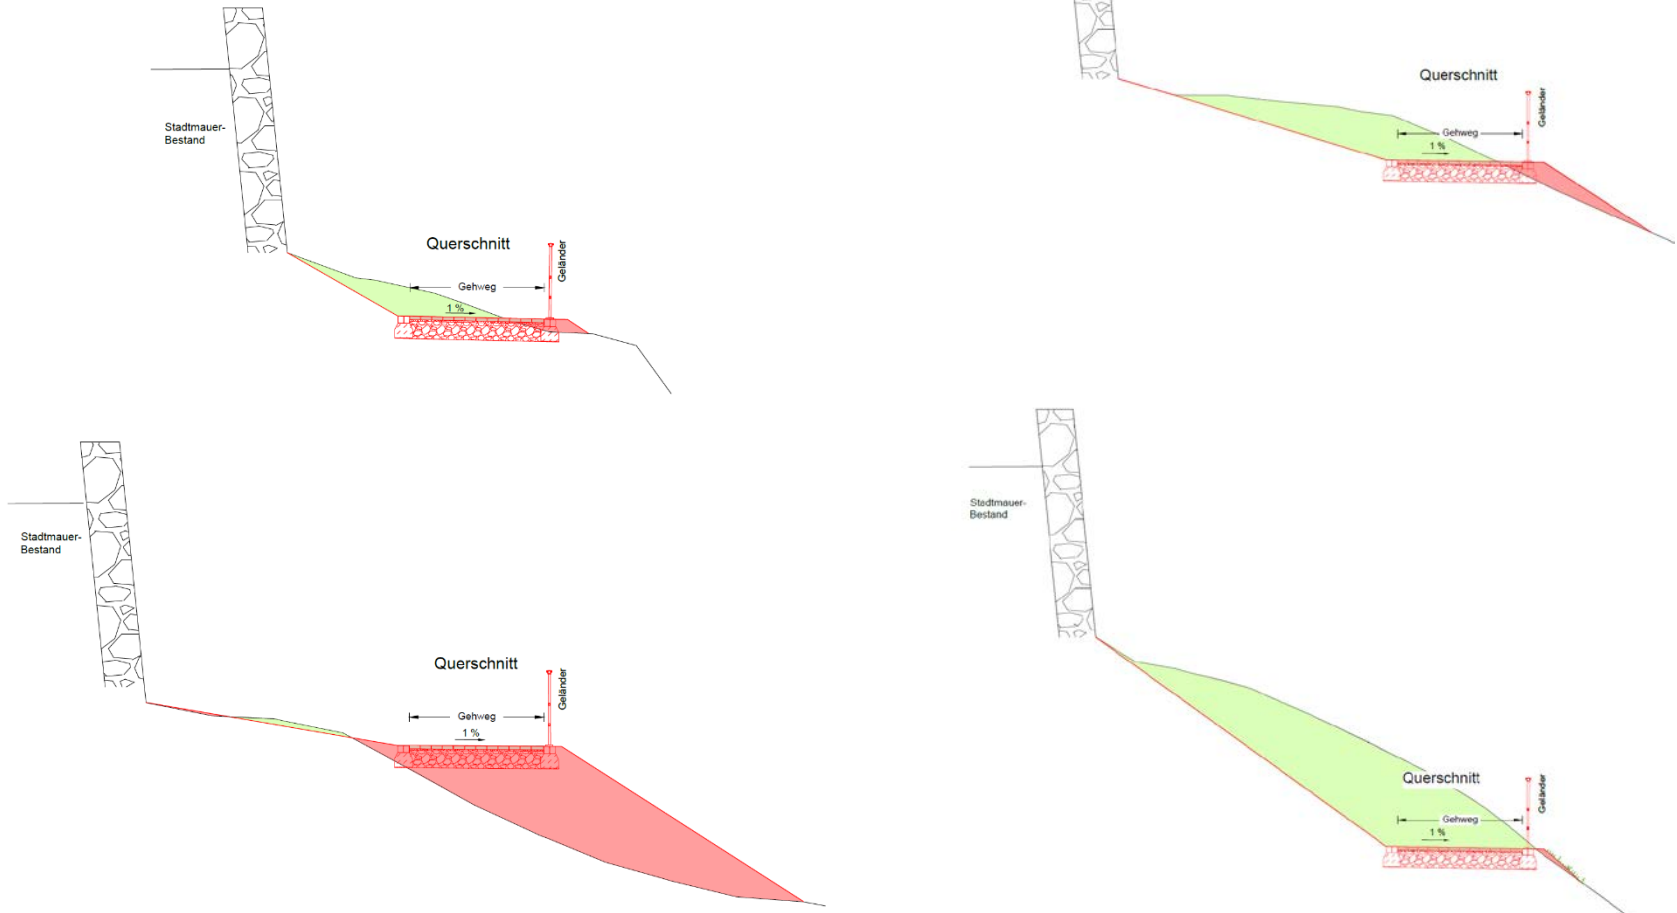 Stadtmauer-
Bestand
Querschnitt
Geländer
Gehweg
1 %
Querschnitt
Geländer
Gehweg
1 %
Stadtmauer-
Bestand
Querschnitt
Geländer
Gehweg
1 %
Stadtmauer-
Bestand
Querschnitt
Geländer
Gehweg
1 %